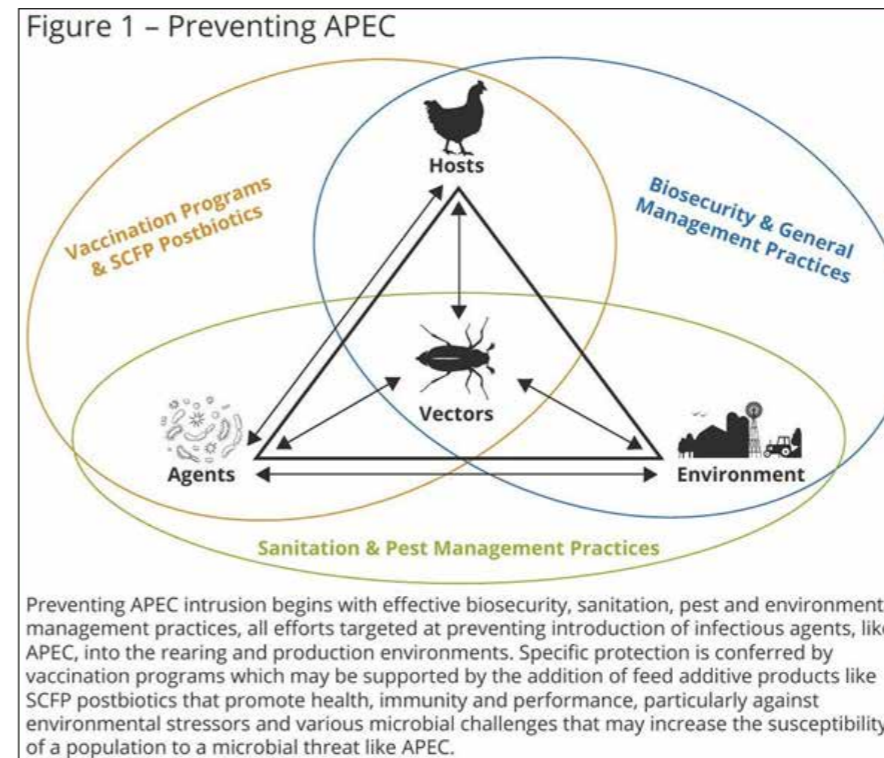 Figure 1 – Preventing APEC
Hosts
Vaccination Programs
& SCFP Postbiotics
Biosecurity & General
Management Practices
Vectors
Agents
Environment
Sanitation & Pest Management Practices
Preventing APEC intrusion begins with effective biosecurity, sanitation, pest and environment
management practices, all efforts targeted at preventing introduction of infectious agents, like
APEC, into the rearing and production environments. Specific protection is conferred by
vaccination programs which may be supported by the addition of feed additive products like
SCFP postbiotics that promote health, immunity and performance, particularly against
environmental stressors and various microbial challenges that may increase the susceptibility
of a population to a microbial threat like APEC.